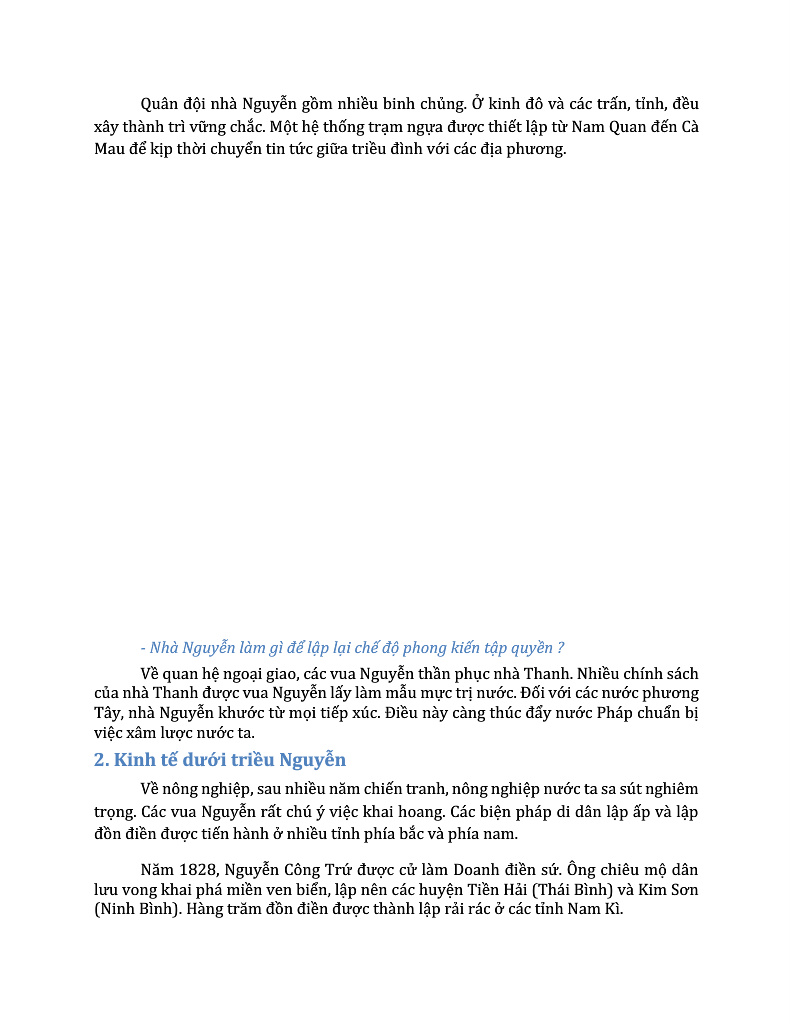 Quân đội nhà Nguyễn gồm nhiều binh chủng. Ở kinh đô và các trấn, tỉnh, đều
xây thành trì vững chắc. Một hệ thống trạm ngựa được thiết lập từ Nam Quan đến Cà
Mau để kịp thời chuyển tin tức giữa triều đình với các địa phương.
- Nhà Nguyễn làm gì để lập lại chế độ phong kiến tập quyền ?
Về quan hệ ngoại giao, các vua Nguyễn thần phục nhà Thanh. Nhiều chính sách
của nhà Thanh được vua Nguyễn lấy làm mẫu mực trị nước. Đối với các nước phương
Tây, nhà Nguyễn khước từ mọi tiếp xúc. Điều này càng thúc đẩy nước Pháp chuẩn bị
việc xâm lược nước ta.
2. Kinh tế dưới triều Nguyễn
Về nông nghiệp, sau nhiều năm chiến tranh, nông nghiệp nước ta sa sút nghiêm
trọng. Các vua Nguyễn rất chú ý việc khai hoang. Các biện pháp di dân lập ấp và lập
đồn điền được tiến hành ở nhiều tỉnh phía bắc và phía nam.
Năm 1828, Nguyễn Công Trứ được cử làm Doanh điền sứ. Ông chiêu mộ dân
lưu vong khai phá miền ven biển, lập nên các huyện Tiền Hải (Thái Bình) và Kim Sơn
(Ninh Bình). Hàng trăm đồn điền được thành lập rải rác ở các tỉnh Nam Kì.